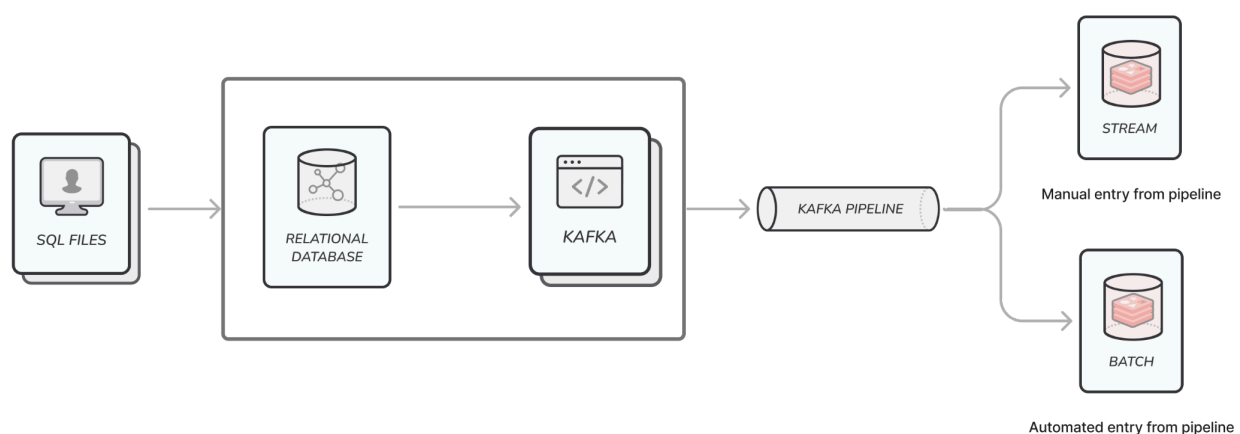 SQL FILES
RELATIONAL
DATABASE
KAFKA
KAFKA PIPELINE
STREAM
Manual entry from pipeline
BATCH
Automated entry from pipeline